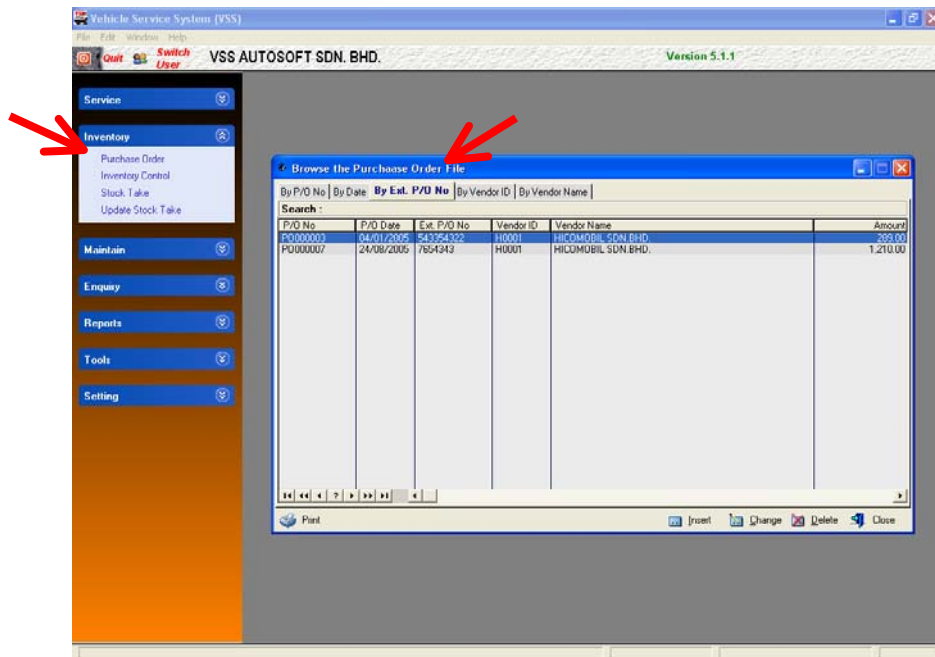 Vehicle Service System (VSS)
File Edit Window Help
Quit Switch User VSS AUTOSOFT SDN. BHD. Version 5.1.1
Service
Inventory
Purchase Order
Inventory Control
Stock Take
Update Stock Take
Maintain
Enquiry
Reports
Tools
Setting
Browse the Purchaase Order File
By P/O No By Date By Ext. P/O No By Vendor ID By Vendor Name
Search :
P/O No P/O Date Ext. P/O No Vendor ID Vendor Name Amount
PO000003 04/01/2005 543354322 H0001 HICOMOBIL SDN.BHD. 289.00
PO000007 24/08/2005 7654343 H0001 HICOMOBIL SDN.BHD. 1,210.00
Print Insert Change Delete Close